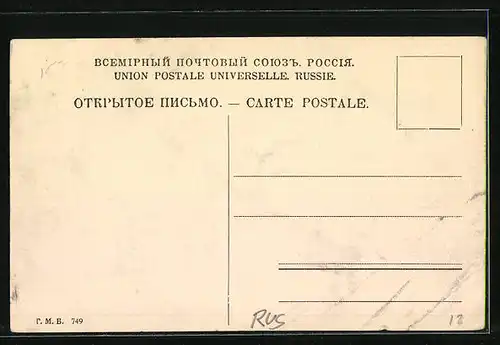 ВСЕМІРНЫЙ ПОЧТОВЫЙ СОЮЗЪ. РОССІЯ.
UNION POSTALE UNIVERSELLE. RUSSIE.
ОТКРЫТОЕ ПИСЬМО. — CARTE POSTALE.
Г. М. Б. 749
RUS
12